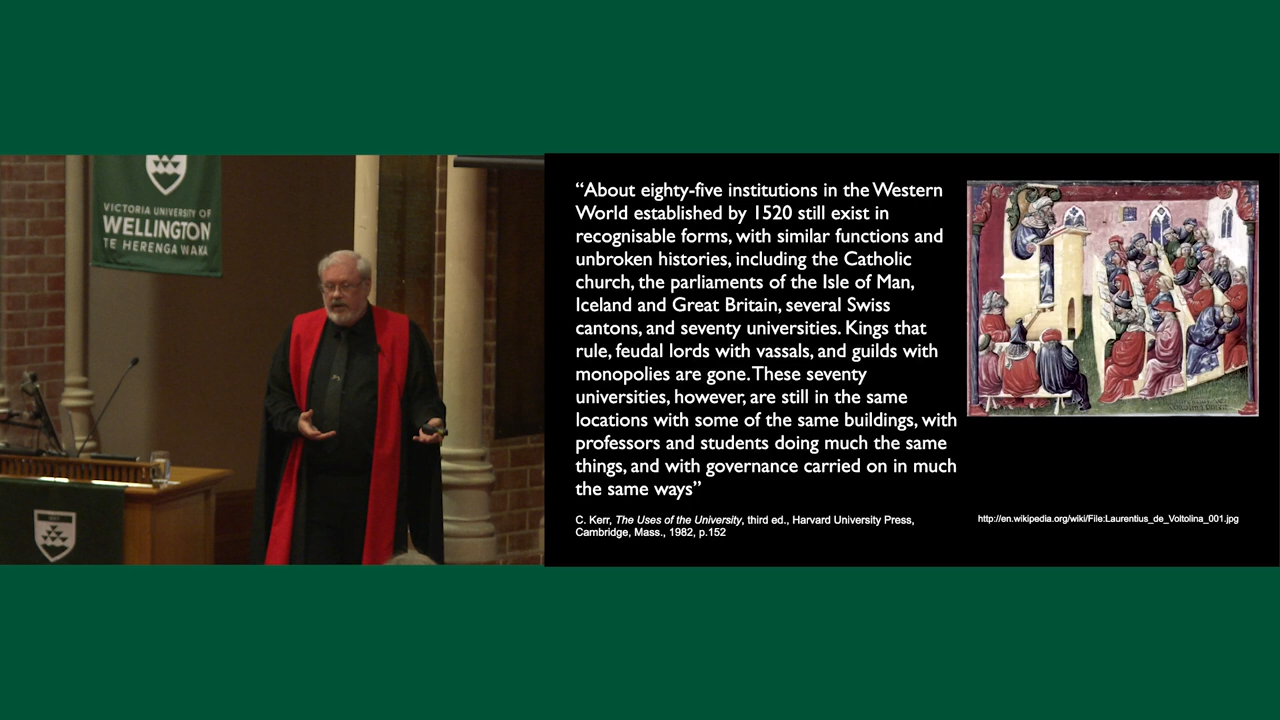 VICTORIA UNIVERSITY OF
WELLINGTON
TE HERENGA WAKA
“About eighty-five institutions in the Western
World established by 1520 still exist in
recognisable forms, with similar functions and
unbroken histories, including the Catholic
church, the parliaments of the Isle of Man,
Iceland and Great Britain, several Swiss
cantons, and seventy universities. Kings that
rule, feudal lords with vassals, and guilds with
monopolies are gone. These seventy
universities, however, are still in the same
locations with some of the same buildings, with
professors and students doing much the same
things, and with governance carried on in much
the same ways”
C. Kerr, The Uses of the University, third ed., Harvard University Press,
Cambridge, Mass., 1982, p.152
http://en.wikipedia.org/wiki/File:Laurentius_de_Voltolina_001.jpg